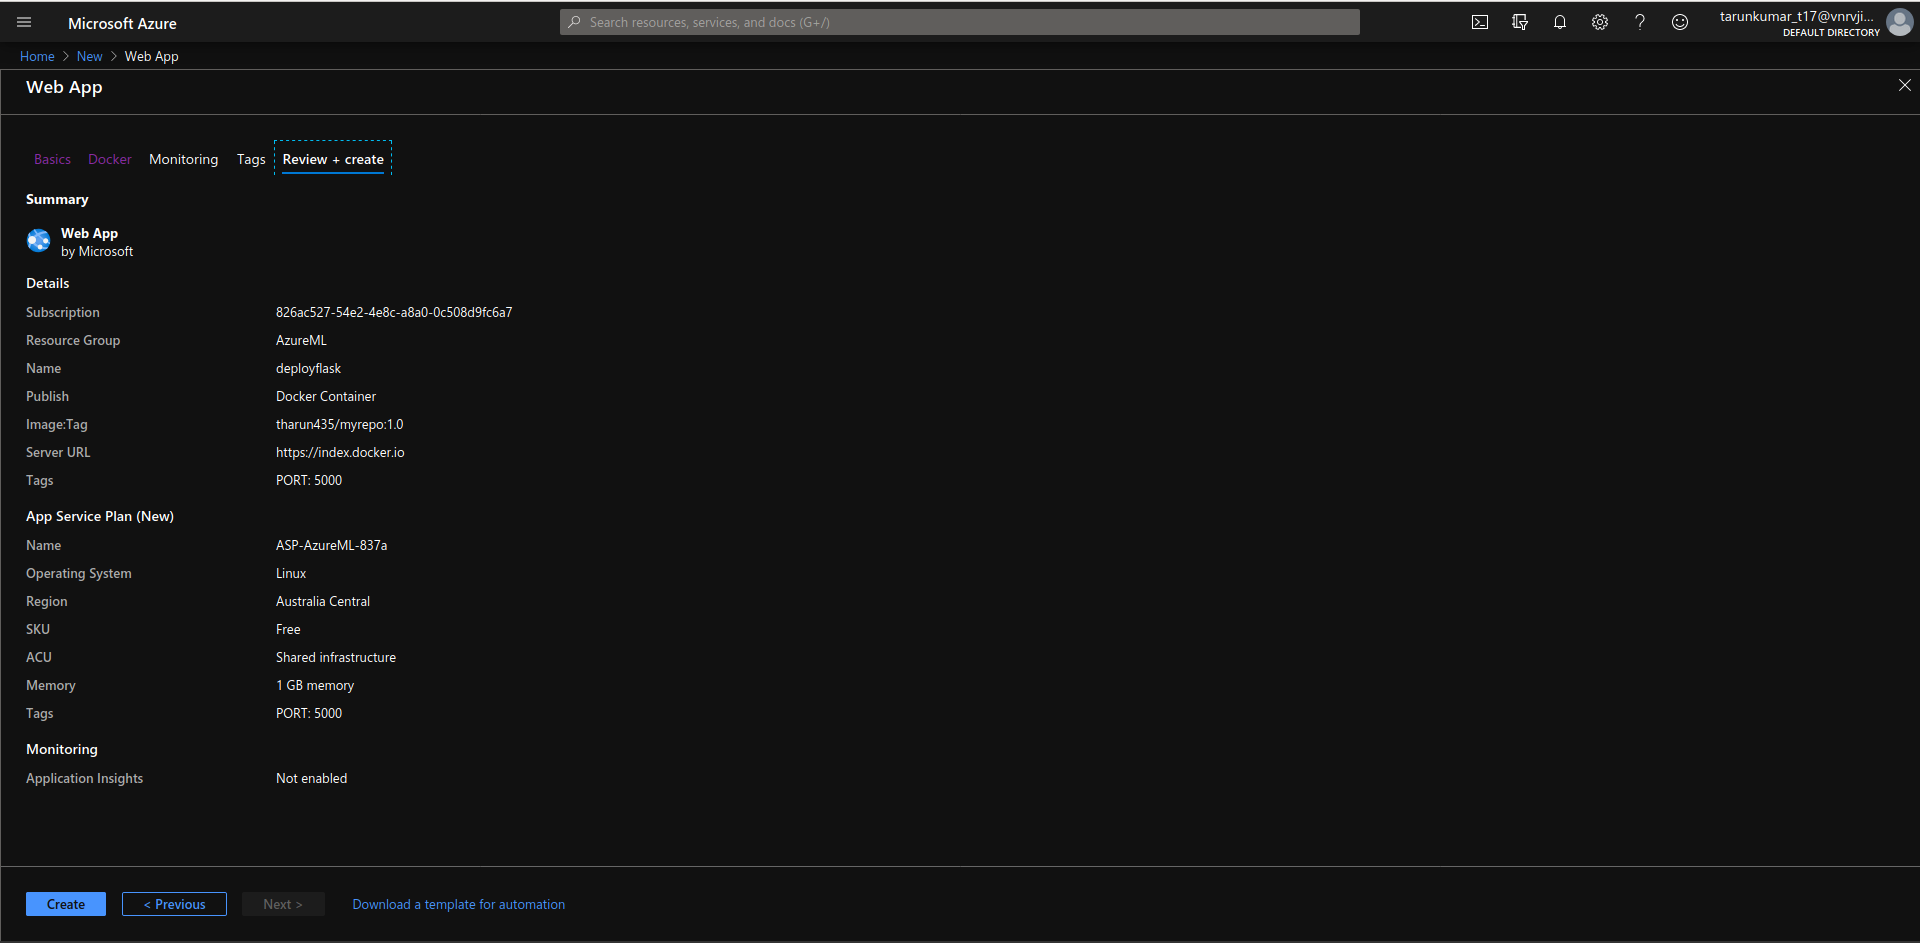 Microsoft Azure
Search resources, services, and docs (G+/)
tarunkumar_t17@vnrvji...
DEFAULT DIRECTORY
Home > New > Web App
Web App
Basics Docker Monitoring Tags Review + create
Summary
Web App
by Microsoft
Details
Subscription 826ac527-54e2-4e8c-a8a0-0c508d9fc6a7
Resource Group AzureML
Name deployflask
Publish Docker Container
Image:Tag tharun435/myrepo:1.0
Server URL https://index.docker.io
Tags PORT: 5000
App Service Plan (New)
Name ASP-AzureML-837a
Operating System Linux
Region Australia Central
SKU Free
ACU Shared infrastructure
Memory 1 GB memory
Tags PORT: 5000
Monitoring
Application Insights Not enabled
Create < Previous Next > Download a template for automation